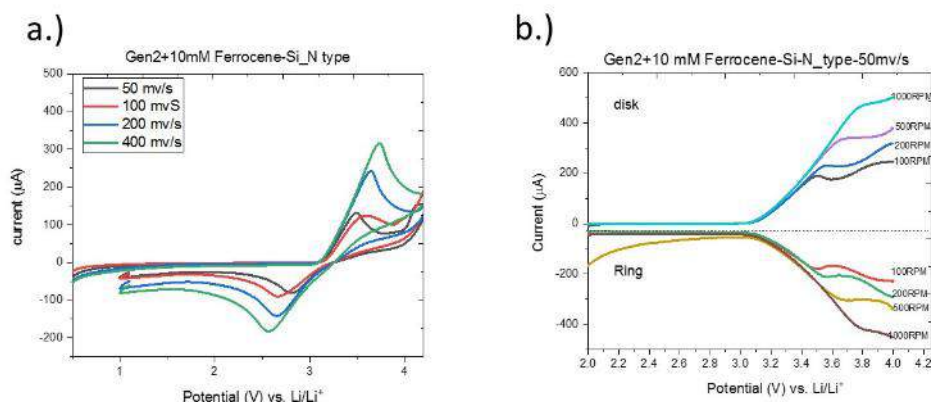 a.)
Gen2+10mM Ferrocene-Si_N type
500
400
300
200
100
0
-100
-200
current (µA)
50 mv/s
100 mvS
200 mv/s
400 mv/s
1
2
3
4
Potential (V) vs. Li/Li⁺
b.)
Gen2+10 mM Ferrocene-Si-N_type-50mv/s
600
400
200
0
-200
-400
Current (µA)
disk
1000RPM
500RPM
200RPM
100RPM
Ring
100RPM
200RPM
500RPM
1000RPM
2.0
2.2
2.4
2.6
2.8
3.0
3.2
3.4
3.6
3.8
4.0
4.2
Potential (V) vs. Li/Li⁺